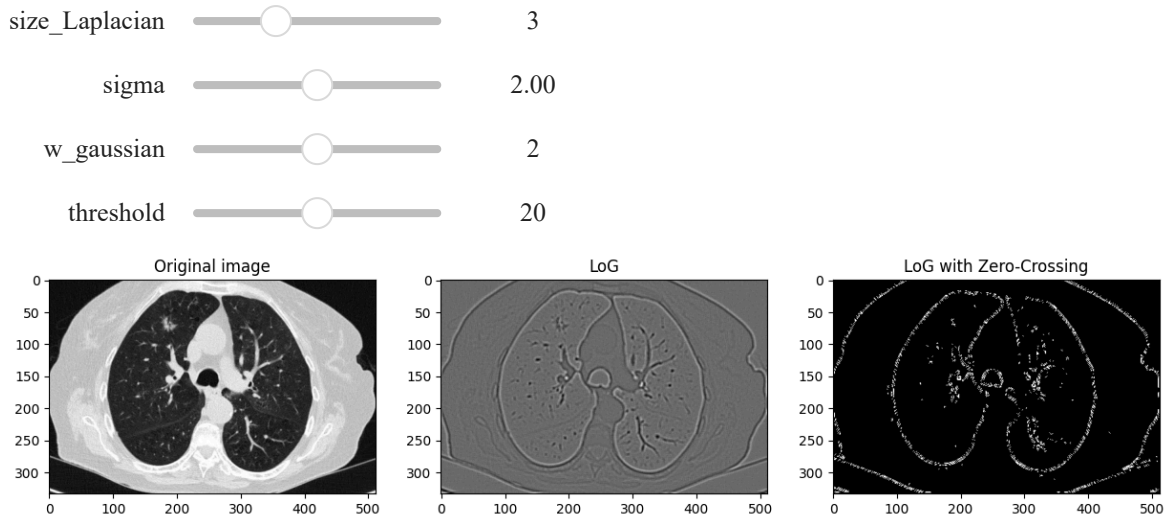 size_Laplacian 3
sigma 2.00
w_gaussian 2
threshold 20
Original image
0
50
100
150
200
250
300
0 100 200 300 400 500
LoG
0
50
100
150
200
250
300
0 100 200 300 400 500
LoG with Zero-Crossing
0
50
100
150
200
250
300
0 100 200 300 400 500